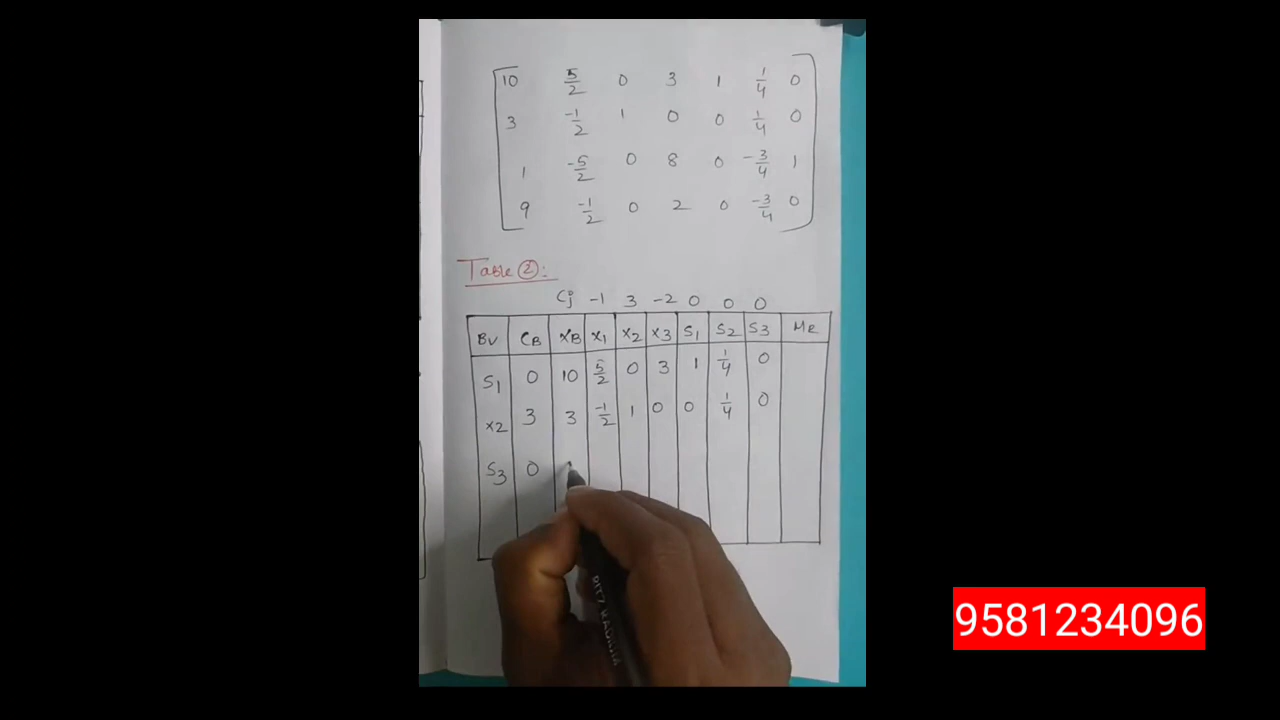 10 5/2 0 3 1 1/4 0
3 -1/2 1 0 0 1/4 0
1 -5/2 0 8 0 -3/4 1
9 -1/2 0 2 0 -3/4 0
Table ②:
Cj -1 3 -2 0 0 0
BV CB XB X1 X2 X3 S1 S2 S3 MR
S1 0 10 5/2 0 3 1 1/4 0
X2 3 3 -1/2 1 0 0 1/4 0
S3 0
9581234096